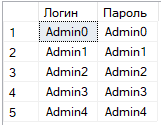 Логин Пароль
1 Admin0 Admin0
2 Admin1 Admin1
3 Admin2 Admin2
4 Admin3 Admin3
5 Admin4 Admin4